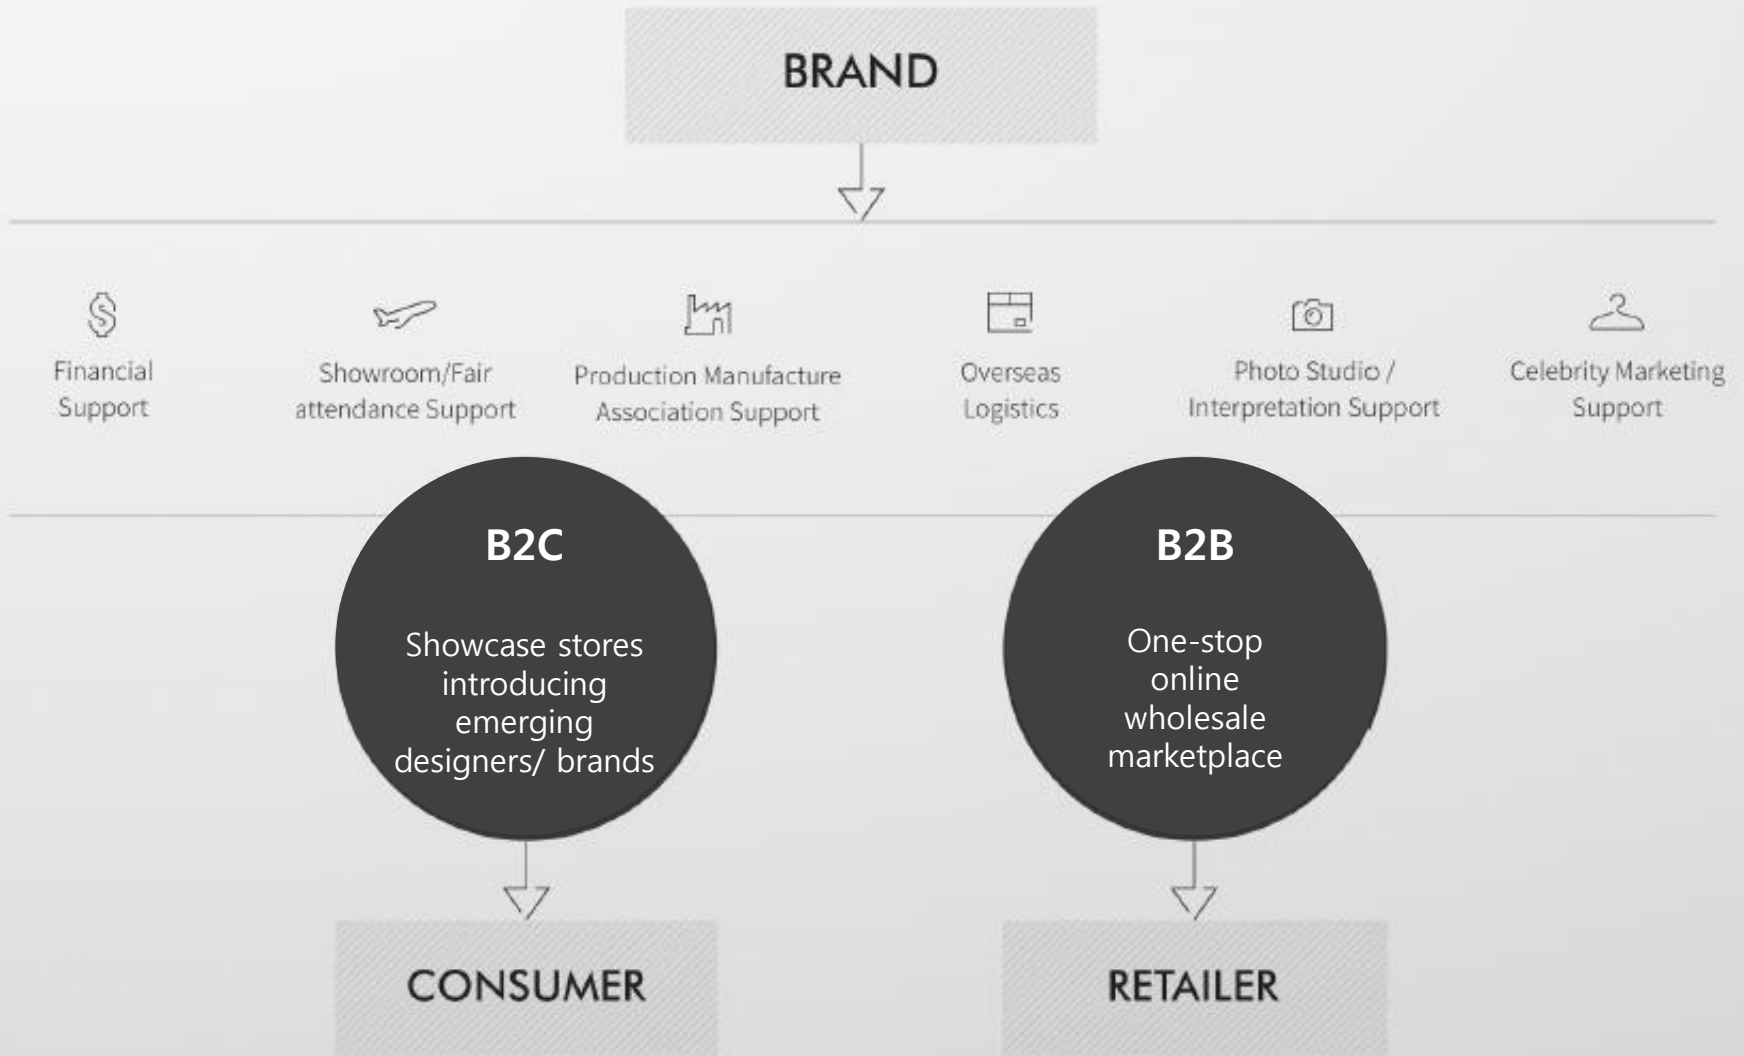 BRAND
Financial
Support
Showroom/Fair
attendance Support
Production Manufacture
Association Support
Overseas
Logistics
Photo Studio /
Interpretation Support
Celebrity Marketing
Support
B2C
Showcase stores
introducing
emerging
designers/ brands
B2B
One-stop
online
wholesale
marketplace
CONSUMER
RETAILER